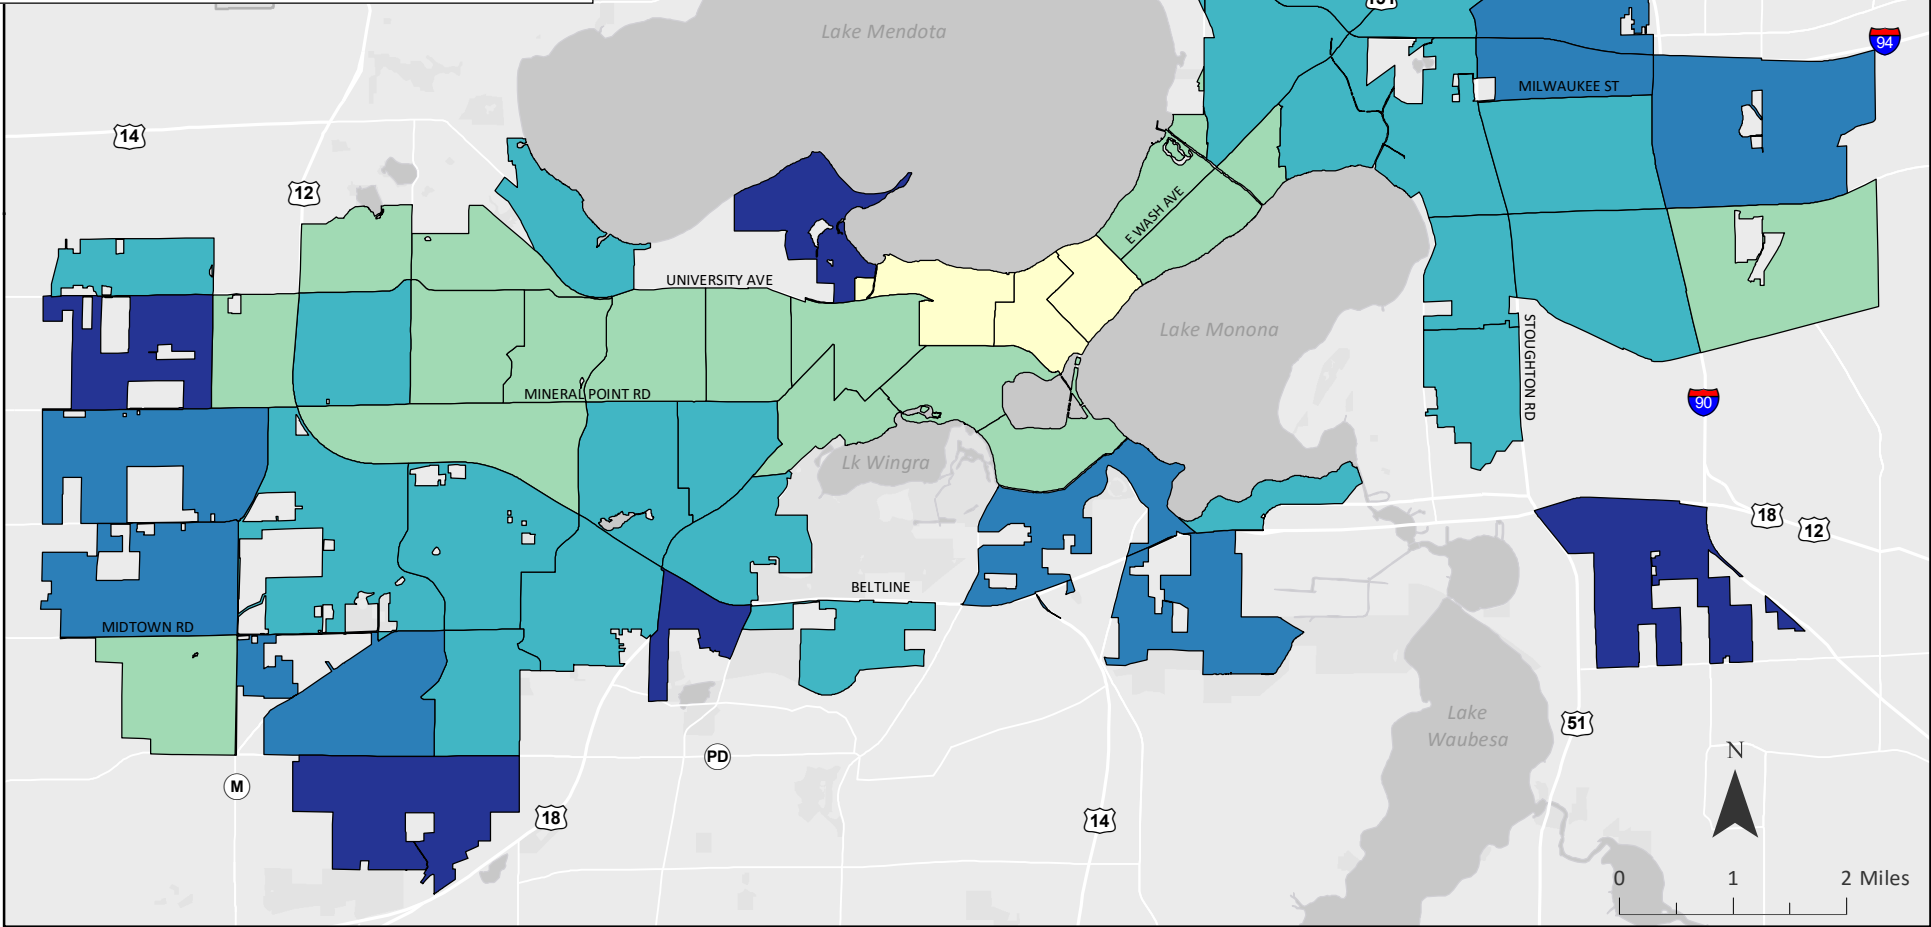 151
Lake Mendota
94
MILWAUKEE ST
14
12
E WASH AVE
UNIVERSITY AVE
Lake Monona
STOUGHTON RD
MINERAL POINT RD
90
Lk Wingra
18
12
BELTLINE
MIDTOWN RD
Lake
Waubesa
51
N
PD
M
18
14
0 1 2 Miles